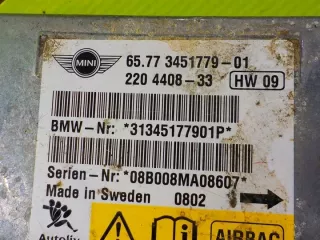 MINI
65.77 3451779-01
220 4408-33 HW 09
BMW-Nr: *31345177901P*
Serien-Nr: *08B008MA08607*
Made in Sweden 0802
Autoliv AIRBAG